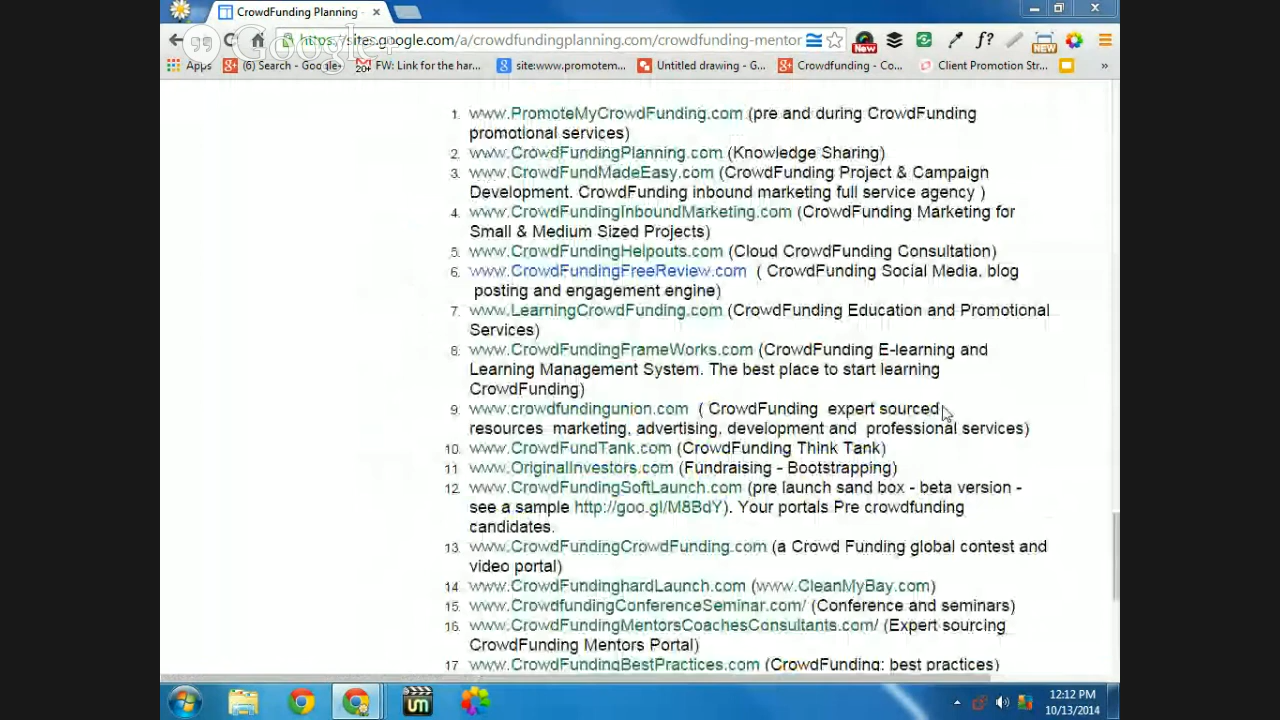 CrowdFunding Planning -
Google+
https://sites.google.com/a/crowdfundingplanning.com/crowdfunding-mentor
New
f?
NEW
Apps
(6) Search - Google+
20+
FW: Link for the har...
site:www.promotem...
Untitled drawing - G...
Crowdfunding - Co...
Client Promotion Str...
»
1. www.PromoteMyCrowdFunding.com (pre and during CrowdFunding
promotional services)
2. www.CrowdFundingPlanning.com (Knowledge Sharing)
3. www.CrowdFundMadeEasy.com (CrowdFunding Project & Campaign
Development. CrowdFunding inbound marketing full service agency )
4. www.CrowdFundingInboundMarketing.com (CrowdFunding Marketing for
Small & Medium Sized Projects)
5. www.CrowdFundingHelpouts.com (Cloud CrowdFunding Consultation)
6. www.CrowdFundingFreeReview.com ( CrowdFunding Social Media, blog
posting and engagement engine)
7. www.LearningCrowdFunding.com (CrowdFunding Education and Promotional
Services)
8. www.CrowdFundingFrameWorks.com (CrowdFunding E-learning and
Learning Management System. The best place to start learning
CrowdFunding)
9. www.crowdfundingunion.com ( CrowdFunding expert sourced
resources marketing, advertising, development and professional services)
10. www.CrowdFundTank.com (CrowdFunding Think Tank)
11. www.OriginalInvestors.com (Fundraising - Bootstrapping)
12. www.CrowdFundingSoftLaunch.com (pre launch sand box - beta version -
see a sample http://goo.gl/M8BdY). Your portals Pre crowdfunding
candidates.
13. www.CrowdFundingCrowdFunding.com (a Crowd Funding global contest and
video portal)
14. www.CrowdFundinghardLaunch.com (www.CleanMyBay.com)
15. www.CrowdfundingConferenceSeminar.com/ (Conference and seminars)
16. www.CrowdFundingMentorsCoachesConsultants.com/ (Expert sourcing
CrowdFunding Mentors Portal)
17. www.CrowdFundingBestPractices.com (CrowdFunding: best practices)
um
12:12 PM
10/13/2014